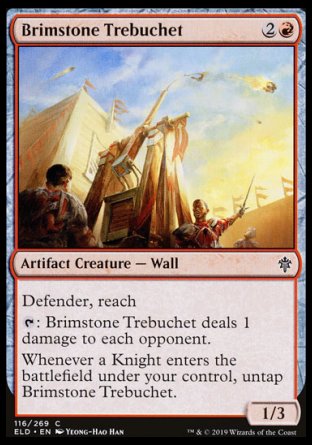 Brimstone Trebuchet 2
Artifact Creature — Wall
Defender, reach
: Brimstone Trebuchet deals 1
damage to each opponent.
Whenever a Knight enters the
battlefield under your control, untap
Brimstone Trebuchet.
1/3
116/269 C
ELD • EN Yeong-Hao Han
™ & © 2019 Wizards of the Coast